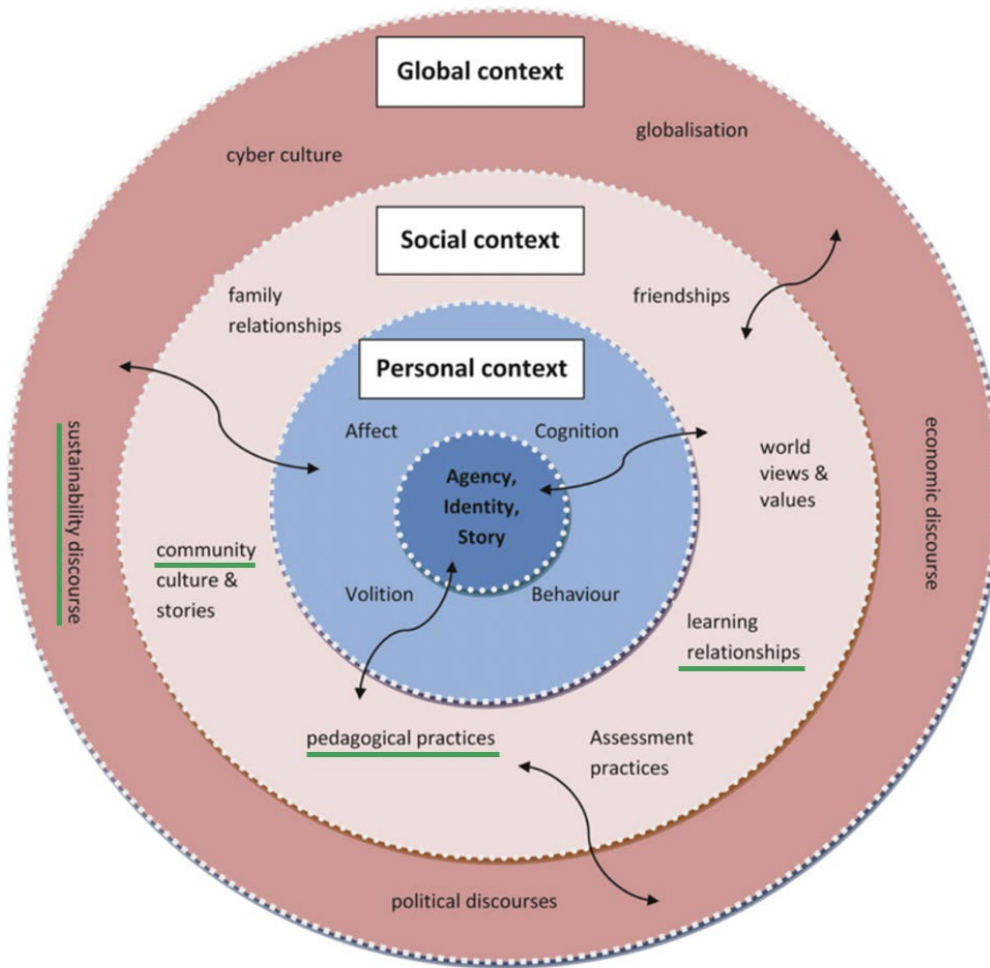 Global context
globalisation
cyber culture
Social context
family
relationships
friendships
Personal context
Affect
Cognition
Agency,
Identity,
Story
world
views &
values
sustainability discourse
economic discourse
community
culture &
stories
Volition
Behaviour
learning
relationships
pedagogical practices
Assessment
practices
political discourses